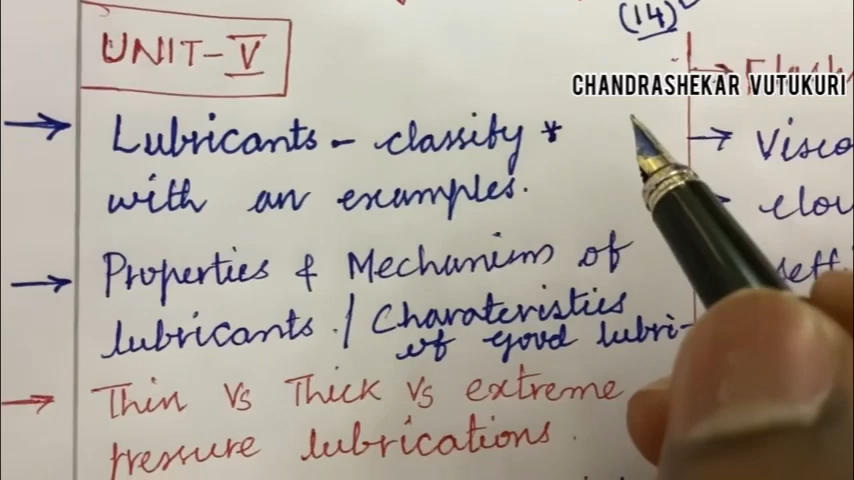 (14)
UNIT-V
CHANDRASHEKAR VUTUKURI
Lubricants - classify *
with an examples.
Properties & Mechanism of
lubricants. / Charateristics
of good lubri-
Thin vs Thick vs extreme
pressure lubrications.